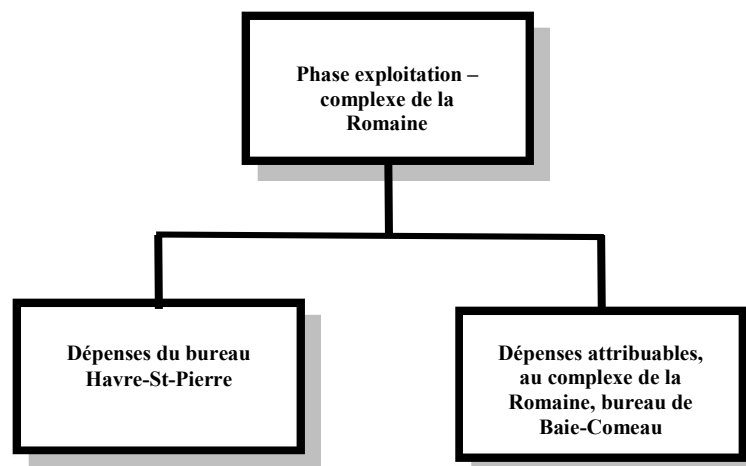 Phase exploitation –
complexe de la
Romaine
Dépenses du bureau
Havre-St-Pierre
Dépenses attribuables,
au complexe de la
Romaine, bureau de
Baie-Comeau